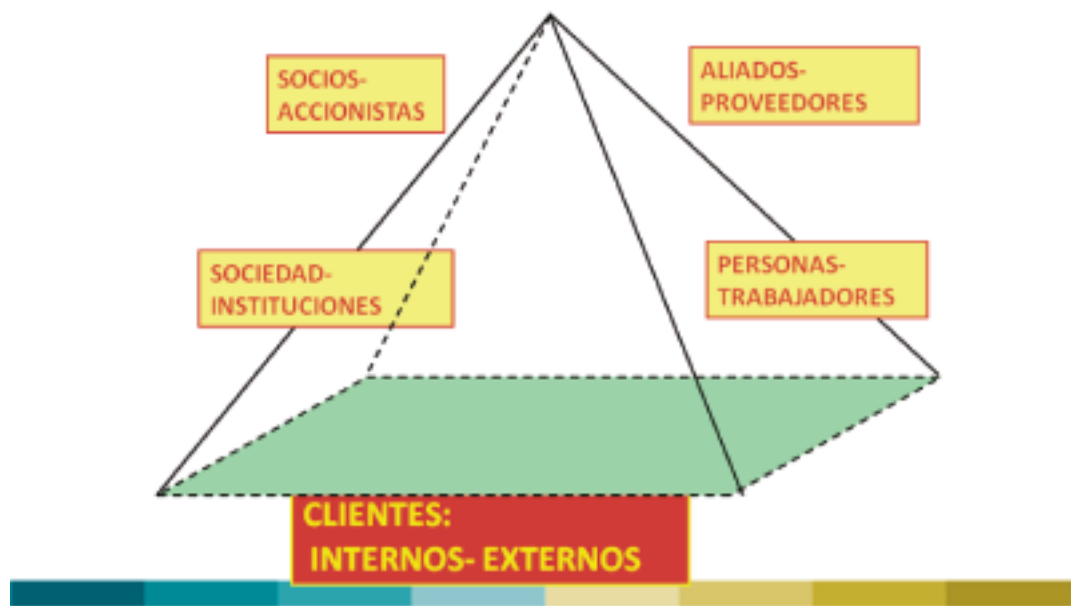 SOCIOS-
ACCIONISTAS
ALIADOS-
PROVEEDORES
SOCIEDAD-
INSTITUCIONES
PERSONAS-
TRABAJADORES
CLIENTES:
INTERNOS- EXTERNOS